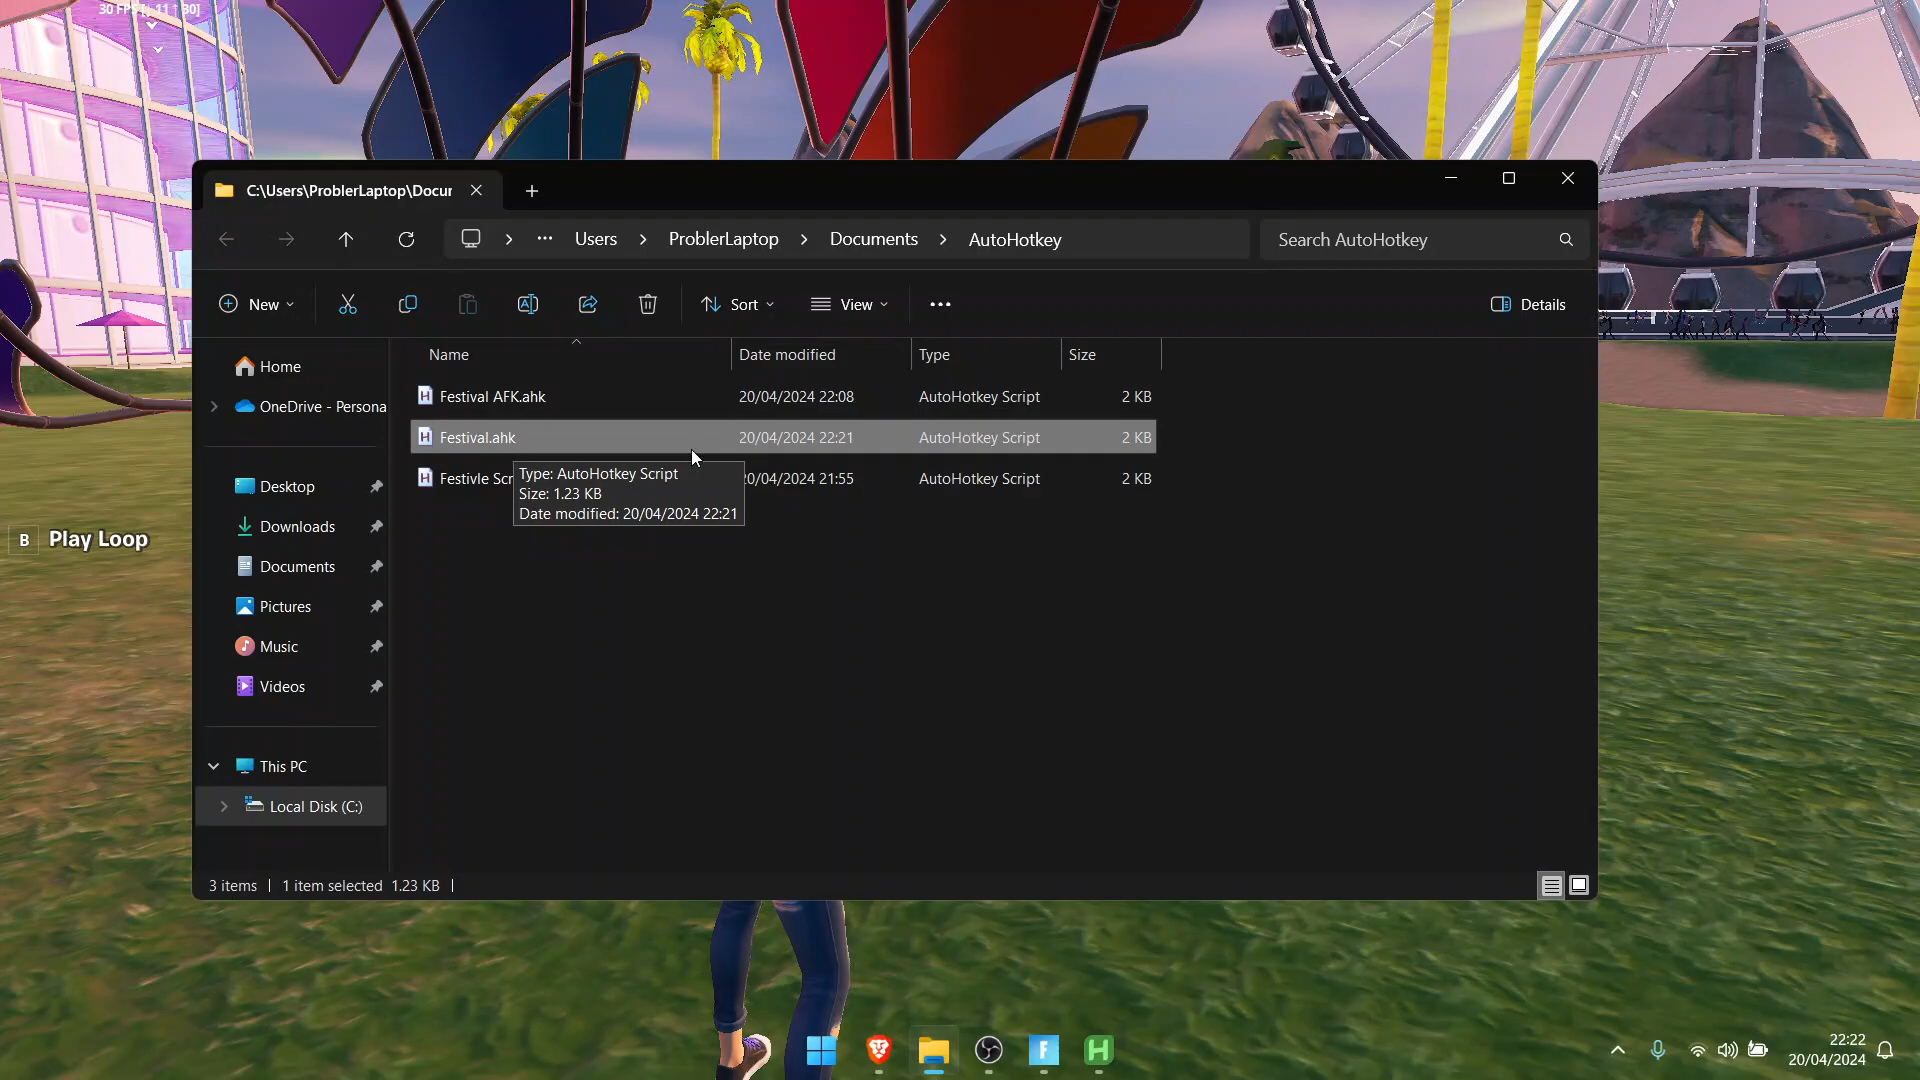 30 FPS [↓ 11 ↑ 30]
C:\Users\ProblerLaptop\Docur
Users > ProblerLaptop > Documents > AutoHotkey
Search AutoHotkey
New
Sort
View
Details
Name Date modified Type Size
Home
OneDrive - Persona
Festival AFK.ahk 20/04/2024 22:08 AutoHotkey Script 2 KB
Festival.ahk 20/04/2024 22:21 AutoHotkey Script 2 KB
Festivle Scr 20/04/2024 21:55 AutoHotkey Script 2 KB
Type: AutoHotkey Script
Size: 1.23 KB
Date modified: 20/04/2024 22:21
Desktop
Downloads
Documents
Pictures
Music
Videos
This PC
Local Disk (C:)
B Play Loop
3 items 1 item selected 1.23 KB
22:22
20/04/2024